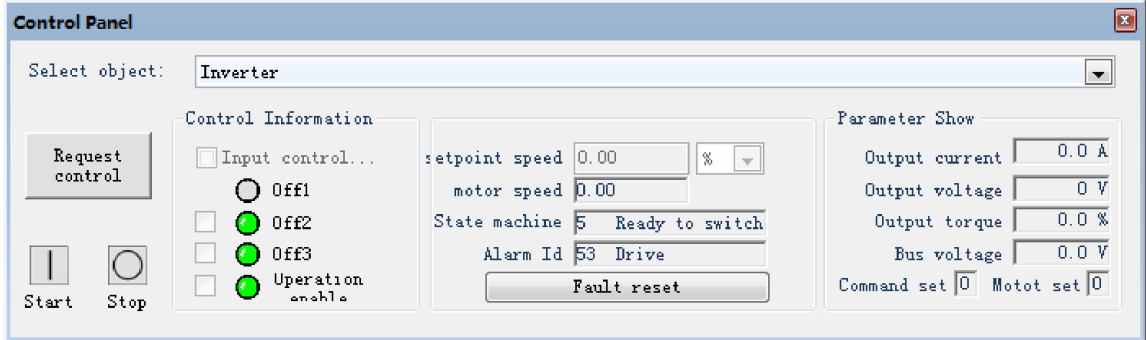 Control Panel
Select object:
Inverter
Request
control
Start
Stop
Control Information
Input control...
Off1
Off2
Off3
Operation
enable
setpoint speed 0.00 %
motor speed 0.00
State machine 5 Ready to switch
Alarm Id 53 Drive
Fault reset
Parameter Show
Output current 0.0 A
Output voltage 0 V
Output torque 0.0 %
Bus voltage 0.0 V
Command set 0 Motot set 0